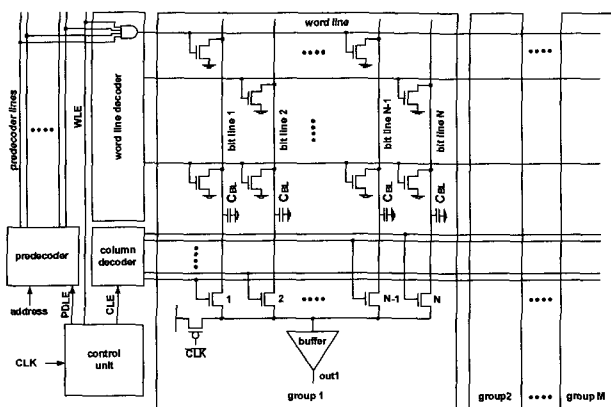 word line
predecoder lines
WLE
word line decoder
bit line 1
bit line 2
bit line N-1
bit line N
CBL
CBL
CBL
CBL
predecoder
column decoder
1
2
N-1
N
address
PDLE
CLE
CLK
control unit
CLK
buffer
out1
group 1
group2
group M